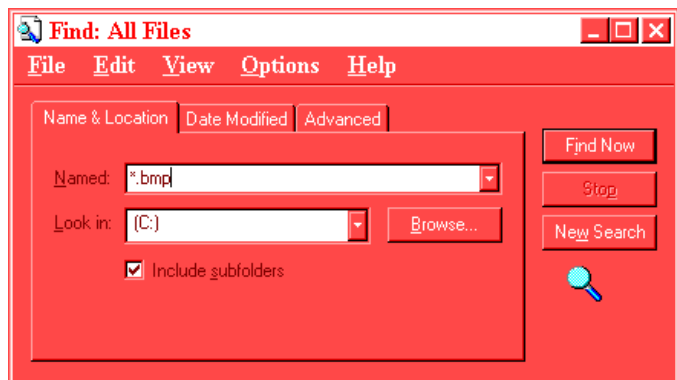 Find: All Files
File Edit View Options Help
Name & Location Date Modified Advanced
Find Now
Named: *.bmp
Stop
Look in: (C:) Browse...
New Search
Include subfolders